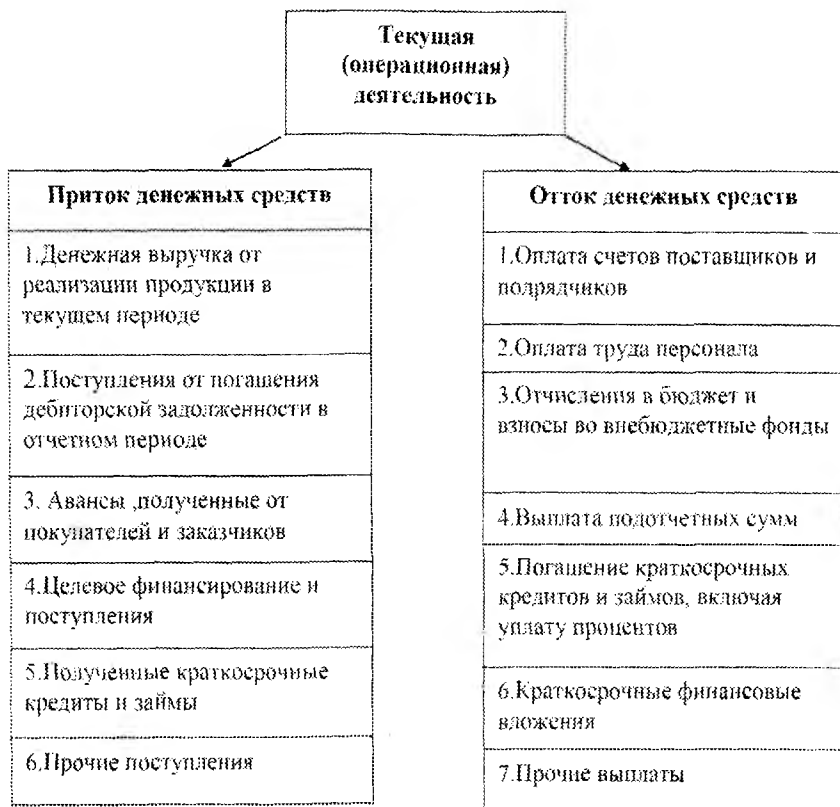 Текущая
(операционная)
деятельность
Приток денежных средств
1.Денежная выручка от
реализации продукции в
текущем периоде
2.Поступления от погашения
дебиторской задолженности в
отчетном периоде
3. Авансы ,полученные от
покупателей и заказчиков
4.Целевое финансирование и
поступления
5.Полученные краткосрочные
кредиты и займы
6.Прочие поступления
Отток денежных средств
1.Оплата счетов поставщиков и
подрядчиков
2.Оплата труда персонала
3.Отчисления в бюджет и
взносы во внебюджетные фонды
4.Выплата подотчетных сумм
5.Погашение краткосрочных
кредитов и займов, включая
уплату процентов
6.Краткосрочные финансовые
вложения
7.Прочие выплаты